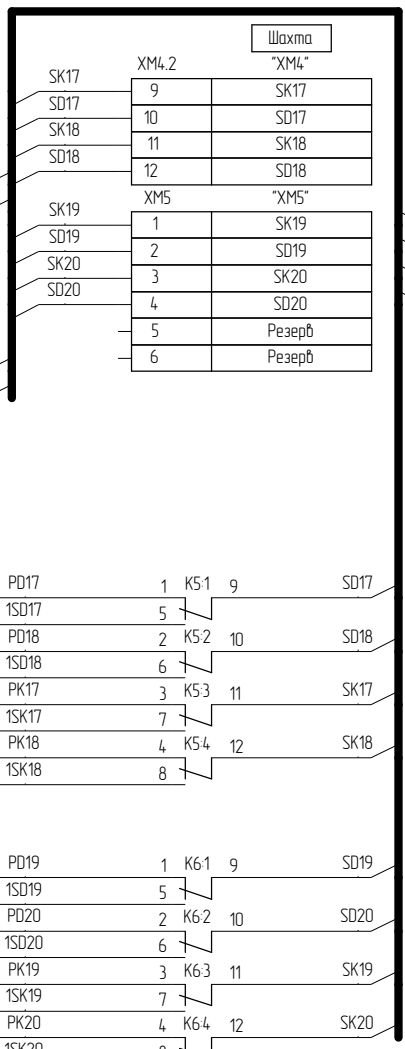 Шахта
XM4.2 "XM4"
SK17 9 SK17
SD17 10 SD17
SK18 11 SK18
SD18 12 SD18
XM5 "XM5"
SK19 1 SK19
SD19 2 SD19
SK20 3 SK20
SD20 4 SD20
5 Резерв
6 Резерв
PD17 1 K5:1 9 SD17
1SD17 5
PD18 2 K5:2 10 SD18
1SD18 6
PK17 3 K5:3 11 SK17
1SK17 7
PK18 4 K5:4 12 SK18
1SK18 8
PD19 1 K6:1 9 SD19
1SD19 5
PD20 2 K6:2 10 SD20
1SD20 6
PK19 3 K6:3 11 SK19
1SK19 7
PK20 4 K6:4 12 SK20
1SK20 8